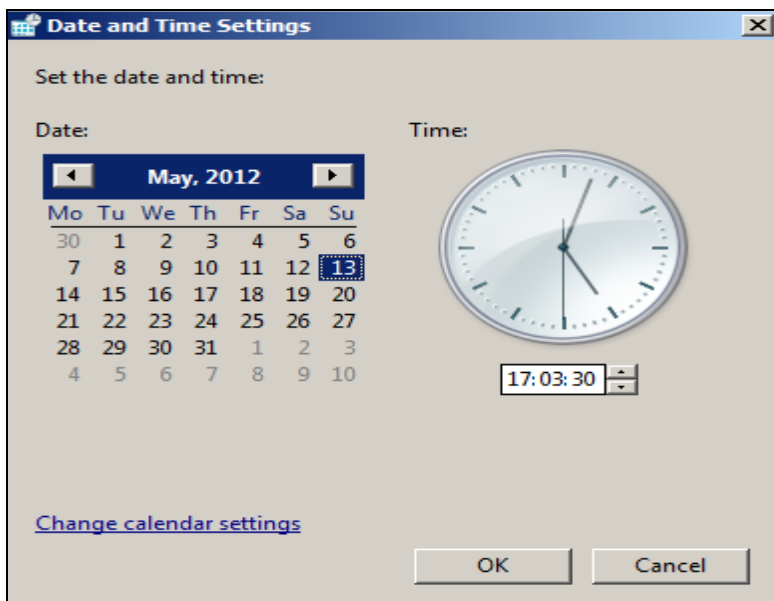 Date and Time Settings
Set the date and time:
Date:
Time:
May, 2012
Mo Tu We Th Fr Sa Su
30 1 2 3 4 5 6
7 8 9 10 11 12 13
14 15 16 17 18 19 20
21 22 23 24 25 26 27
28 29 30 31 1 2 3
4 5 6 7 8 9 10
17:03:30
Change calendar settings
OK Cancel